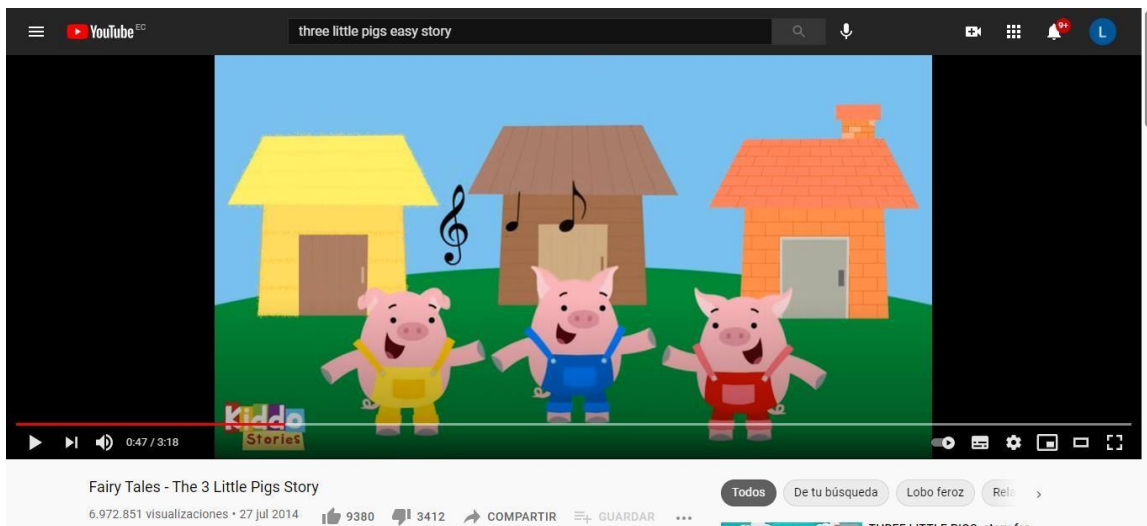 YouTube EC
three little pigs easy story
9+
L
Kiddo
Stories
0:47 / 3:18
Fairy Tales - The 3 Little Pigs Story
6.972.851 visualizaciones • 27 jul 2014
9380
3412
COMPARTIR
GUARDAR
Todos
De tu búsqueda
Lobo feroz
Rela